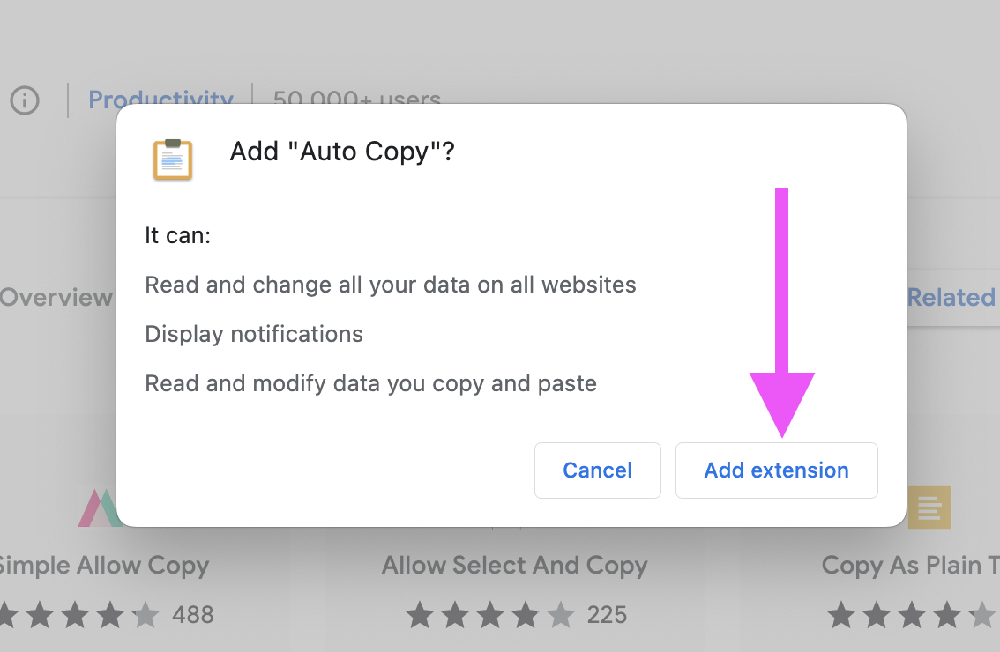 Productivity
50,000+ users
Add "Auto Copy"?
It can:
Read and change all your data on all websites
Overview
Related
Display notifications
Read and modify data you copy and paste
Cancel
Add extension
Simple Allow Copy
Allow Select And Copy
Copy As Plain T
488
225